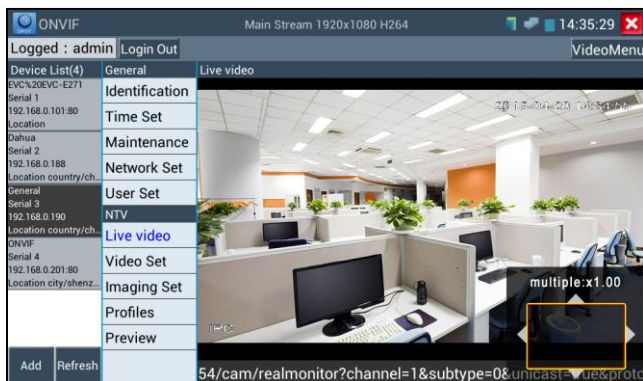 ONVIF
Main Stream 1920x1080 H264
14:35:29
Logged : admin
Login Out
VideoMenu
Device List(4)
EVC%20EVC-E271
Serial 1
192.168.0.101:80
Location
Dahua
Serial 2
192.168.0.188
Location country/ch..
General
Serial 3
192.168.0.190
Location country/ch..
ONVIF
Serial 4
192.168.0.201:80
Location city/shenz...
Add
Refresh
General
Identification
Time Set
Maintenance
Network Set
User Set
NTV
Live video
Video Set
Imaging Set
Profiles
Preview
Live video
multiple:x1.00
IPC
54/cam/realmonitor?channel=1&subtype=0&unicast=true&proto